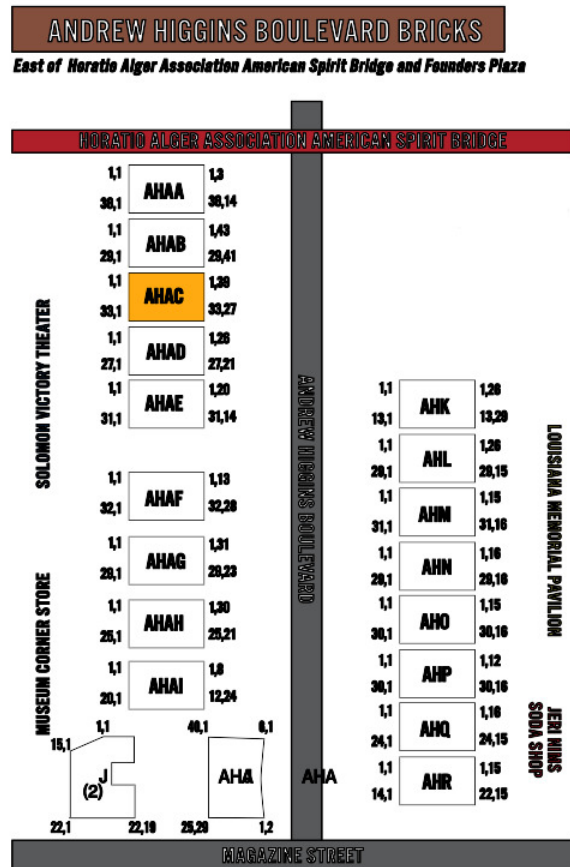 ANDREW HIGGINS BOULEVARD BRICKS
East of Horatio Alger Association American Spirit Bridge and Founders Plaza
HORATIO ALGER ASSOCIATION AMERICAN SPIRIT BRIDGE
1,1 1,3
AHAA
38,1 38,14
1,1 1,43
AHAB
29,1 29,41
1,1 1,39
AHAC
33,1 33,27
1,1 1,26
AHAD
27,1 27,21
1,1 1,20
AHAE
31,1 31,14
SOLOMON VICTORY THEATER
1,1 1,13
AHAF
32,1 32,28
1,1 1,31
AHAG
29,1 29,23
1,1 1,30
AHAH
25,1 25,21
1,1 1,8
AHAI
20,1 12,24
MUSEUM CORNER STORE
1,1
15,1
J
(2)
22,1 22,19
40,1 6,1
25,29 1,2
ANDREW HIGGINS BOULEVARD
AHA
1,1 1,26
AHK
13,1 13,29
1,1 1,26
AHL
29,1 29,15
1,1 1,15
AHM
31,1 31,16
1,1 1,16
AHN
29,1 29,16
1,1 1,15
AHO
30,1 30,16
1,1 1,12
AHP
30,1 30,16
1,1 1,16
AHQ
24,1 24,15
1,1 1,15
AHR
14,1 22,15
LOUISIANA MEMORIAL PAVILION
JERI NIMS
SODA SHOP
MAGAZINE STREET